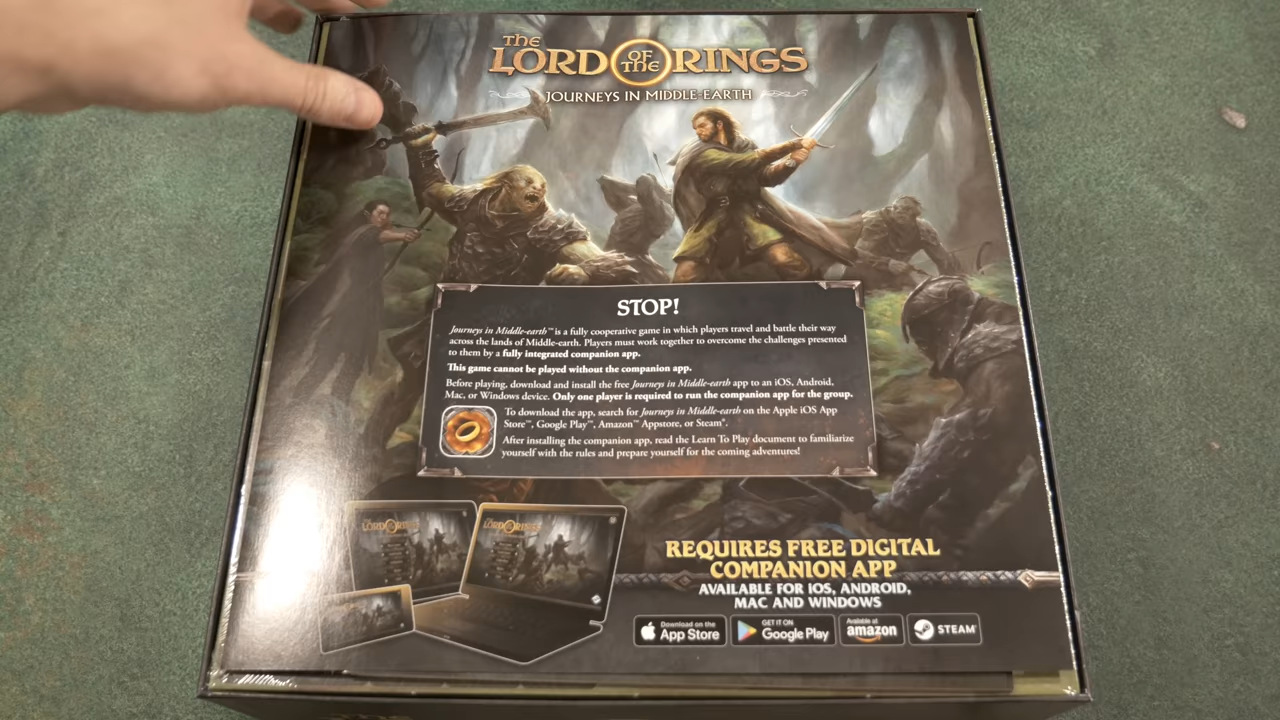 THE
LORD OF THE RINGS
JOURNEYS IN MIDDLE-EARTH
STOP!
Journeys in Middle-earth™ is a fully cooperative game in which players travel and battle their way
across the lands of Middle-earth. Players must work together to overcome the challenges presented
to them by a fully integrated companion app.
This game cannot be played without the companion app.
Before playing, download and install the free Journeys in Middle-earth app to an iOS, Android,
Mac, or Windows device. Only one player is required to run the companion app for the group.
To download the app, search for Journeys in Middle-earth on the Apple iOS App
Store™, Google Play™, Amazon™ Appstore, or Steam®.
After installing the companion app, read the Learn To Play document to familiarize
yourself with the rules and prepare yourself for the coming adventures!
LORD OF THE RINGS
LORD OF THE RINGS
REQUIRES FREE DIGITAL
COMPANION APP
AVAILABLE FOR iOS, ANDROID,
MAC AND WINDOWS
Download on the
App Store
GET IT ON
Google Play
Available at
amazon
STEAM